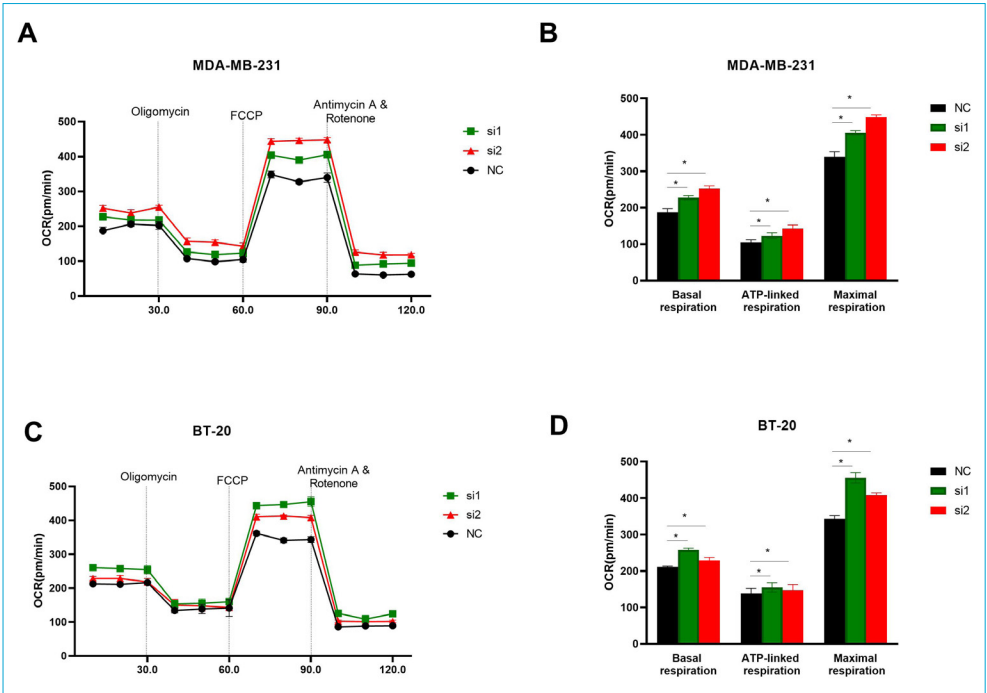 A
MDA-MB-231
Oligomycin
FCCP
Antimycin A &
Rotenone
OCR(pm/min)
500
400
300
200
100
0
30.0
60.0
90.0
120.0
si1
si2
NC
B
MDA-MB-231
OCR(pm/min)
500
400
300
200
100
0
*
*
*
*
*
*
Basal
respiration
ATP-linked
respiration
Maximal
respiration
NC
si1
si2
C
BT-20
Oligomycin
FCCP
Antimycin A &
Rotenone
OCR(pm/min)
500
400
300
200
100
0
30.0
60.0
90.0
120.0
si1
si2
NC
D
BT-20
OCR(pm/min)
500
400
300
200
100
0
*
*
*
*
*
*
Basal
respiration
ATP-linked
respiration
Maximal
respiration
NC
si1
si2